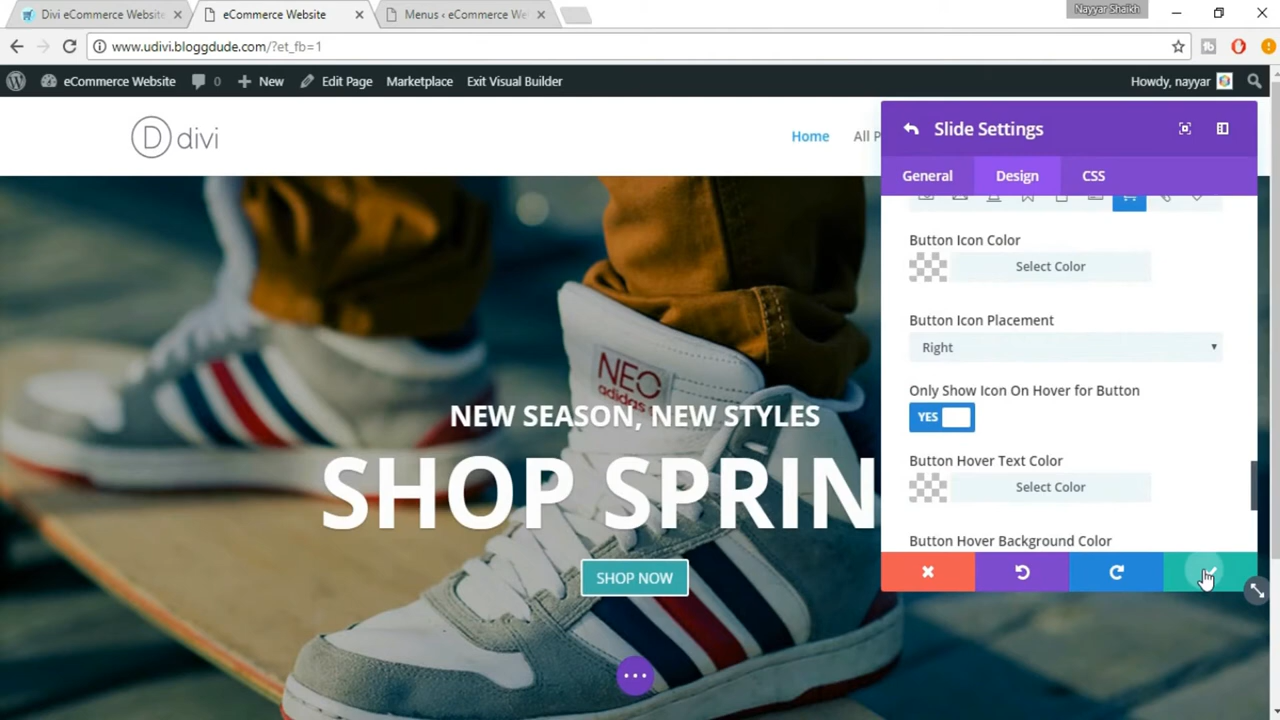 Nayyar Shaikh
Divi eCommerce Website
eCommerce Website
Menus ‹ eCommerce We
www.udivi.bloggdude.com/?et_fb=1
eCommerce Website
0
New
Edit Page
Marketplace
Exit Visual Builder
Howdy, nayyar
D divi
Home
All P
Slide Settings
General
Design
CSS
Button Icon Color
Select Color
Button Icon Placement
Right
Only Show Icon On Hover for Button
YES
Button Hover Text Color
Select Color
Button Hover Background Color
NEO
adidas
NEW SEASON, NEW STYLES
SHOP SPRIN
SHOP NOW